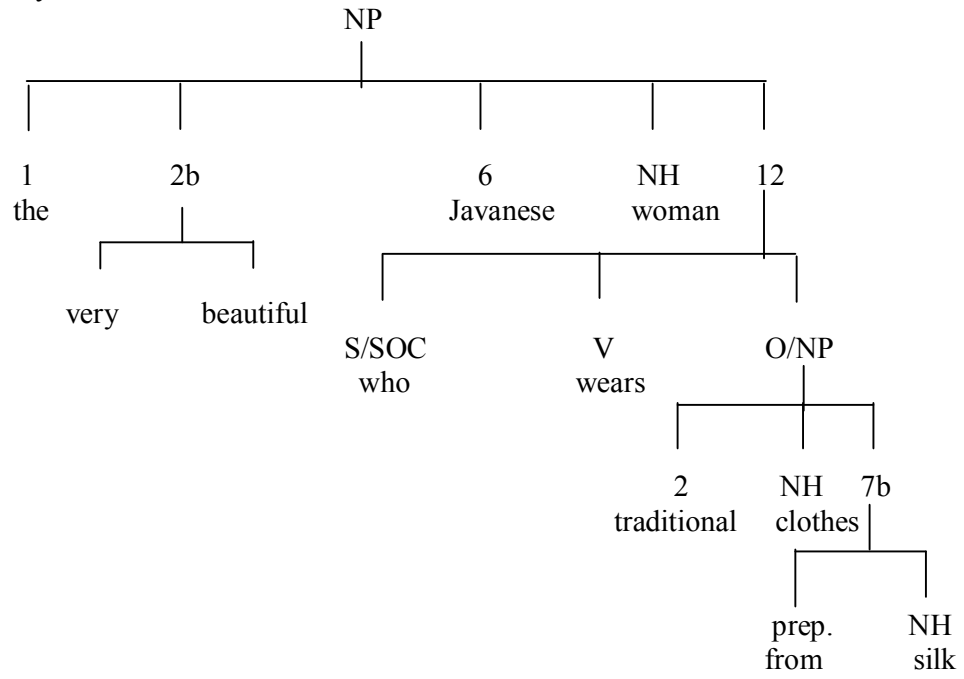 NP
1 2b 6 NH 12
the Javanese woman
very beautiful
S/SOC V O/NP
who wears
2 NH 7b
traditional clothes
prep. NH
from silk